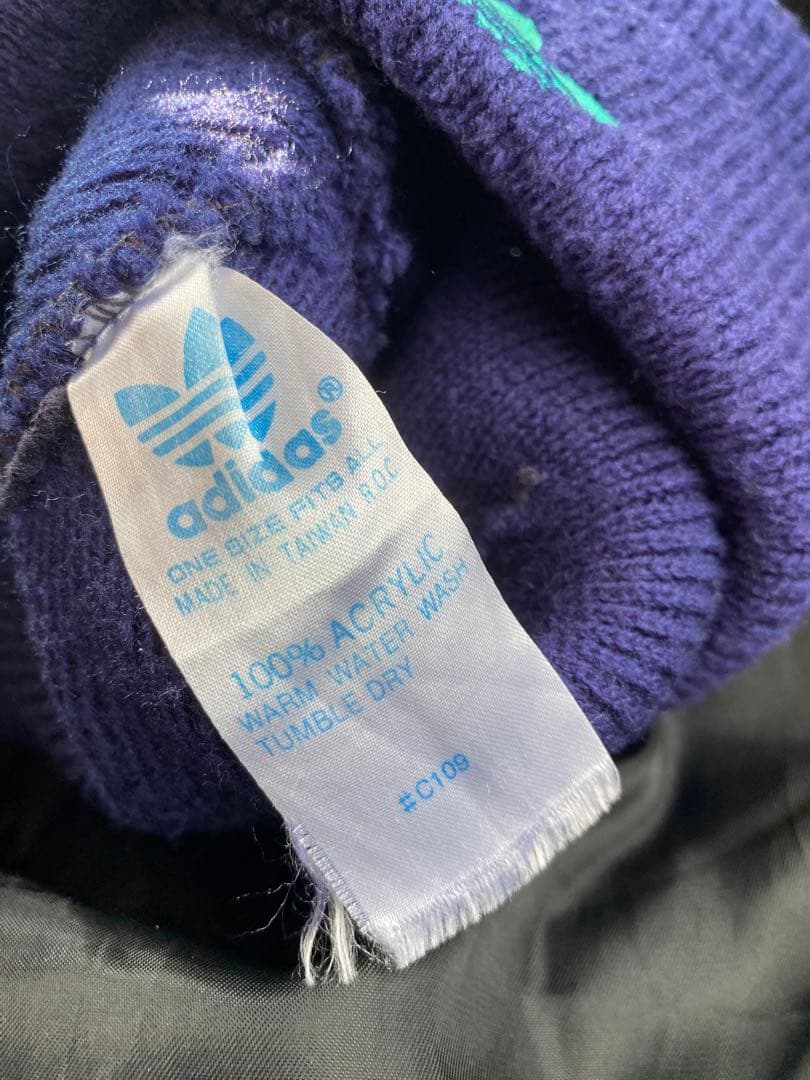 adidas®
ONE SIZE FITS ALL
MADE IN TAIWAN R.O.C
100% ACRYLIC
WARM WATER WASH
TUMBLE DRY
#C109